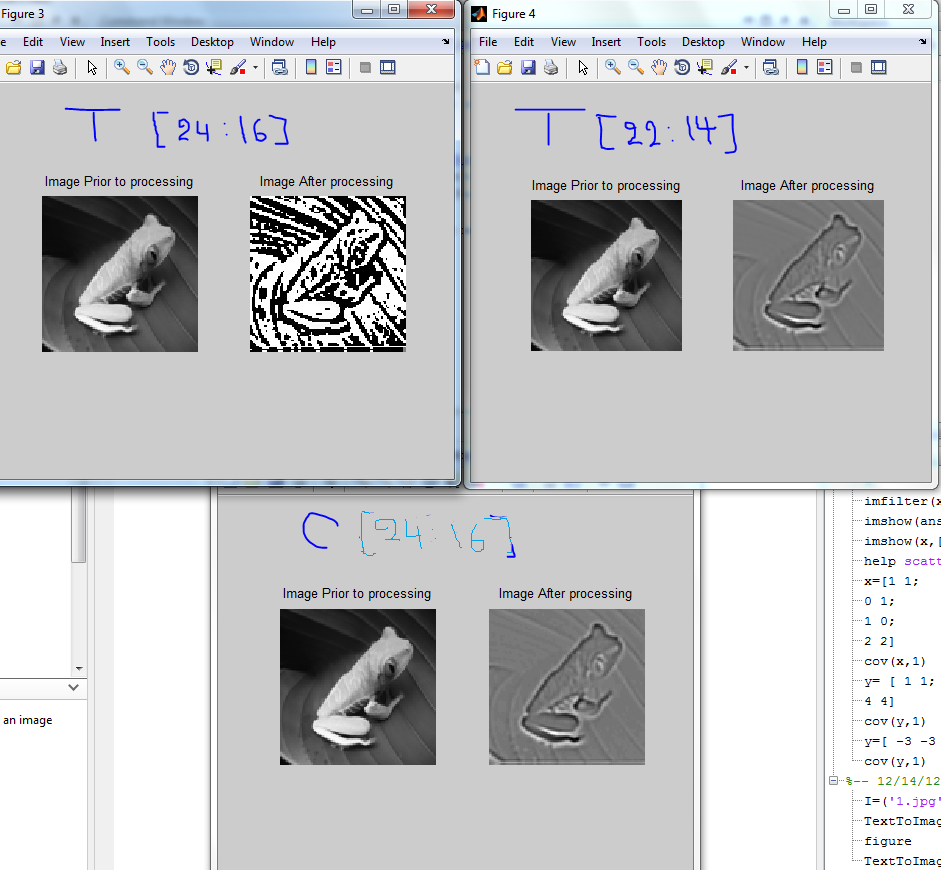 Figure 3
Edit View Insert Tools Desktop Window Help
T [24:16]
Image Prior to processing Image After processing
Figure 4
File Edit View Insert Tools Desktop Window Help
T [22:14]
Image Prior to processing Image After processing
C [24:16]
Image Prior to processing Image After processing
an image
imfilter(x
imshow(ans
imshow(x,[
help scatt
x=[1 1;
0 1;
1 0;
2 2]
cov(x,1)
y= [ 1 1;
4 4]
cov(y,1)
y=[ -3 -3
cov(y,1)
%-- 12/14/12
I=('1.jpg'
TextToImag
figure
TextToImag